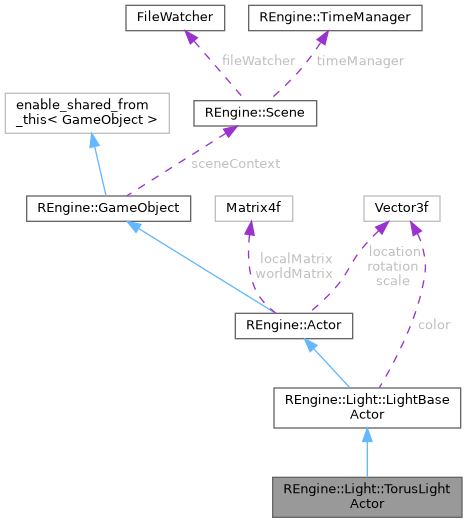 FileWatcher
REngine::TimeManager
fileWatcher
timeManager
enable_shared_from
_this< GameObject >
REngine::Scene
sceneContext
REngine::GameObject
Matrix4f
Vector3f
localMatrix
worldMatrix
location
rotation
scale
REngine::Actor
color
REngine::Light::LightBase
Actor
REngine::Light::TorusLight
Actor